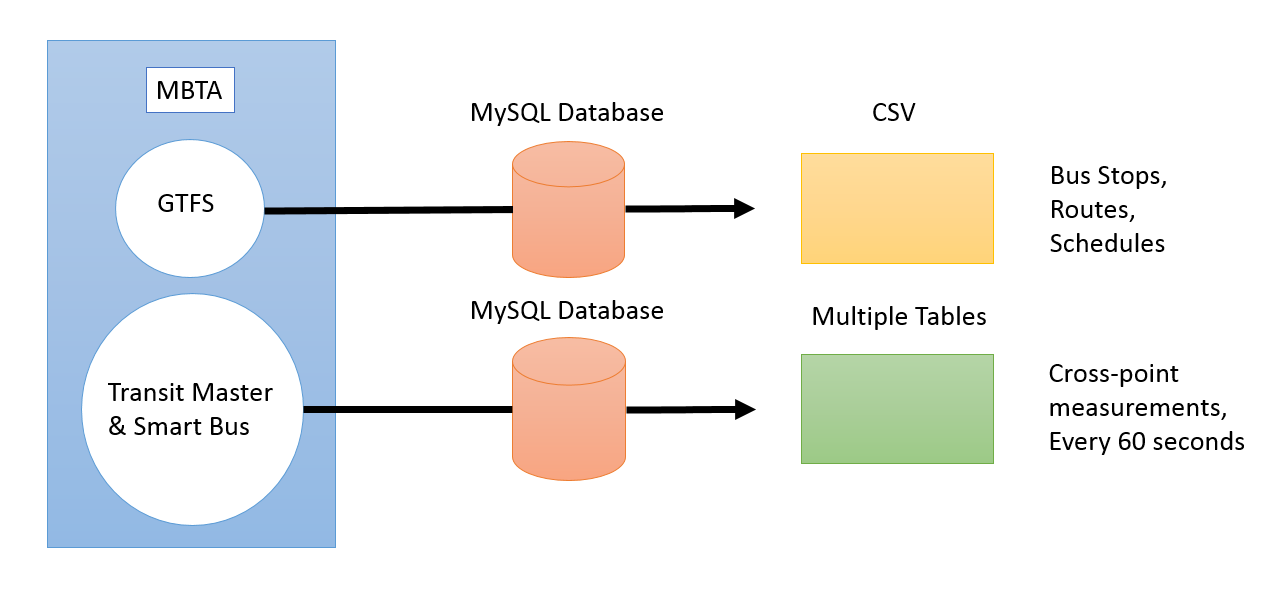 MBTA
GTFS
MySQL Database
CSV
Bus Stops,
Routes,
Schedules
Transit Master
& Smart Bus
MySQL Database
Multiple Tables
Cross-point
measurements,
Every 60 seconds